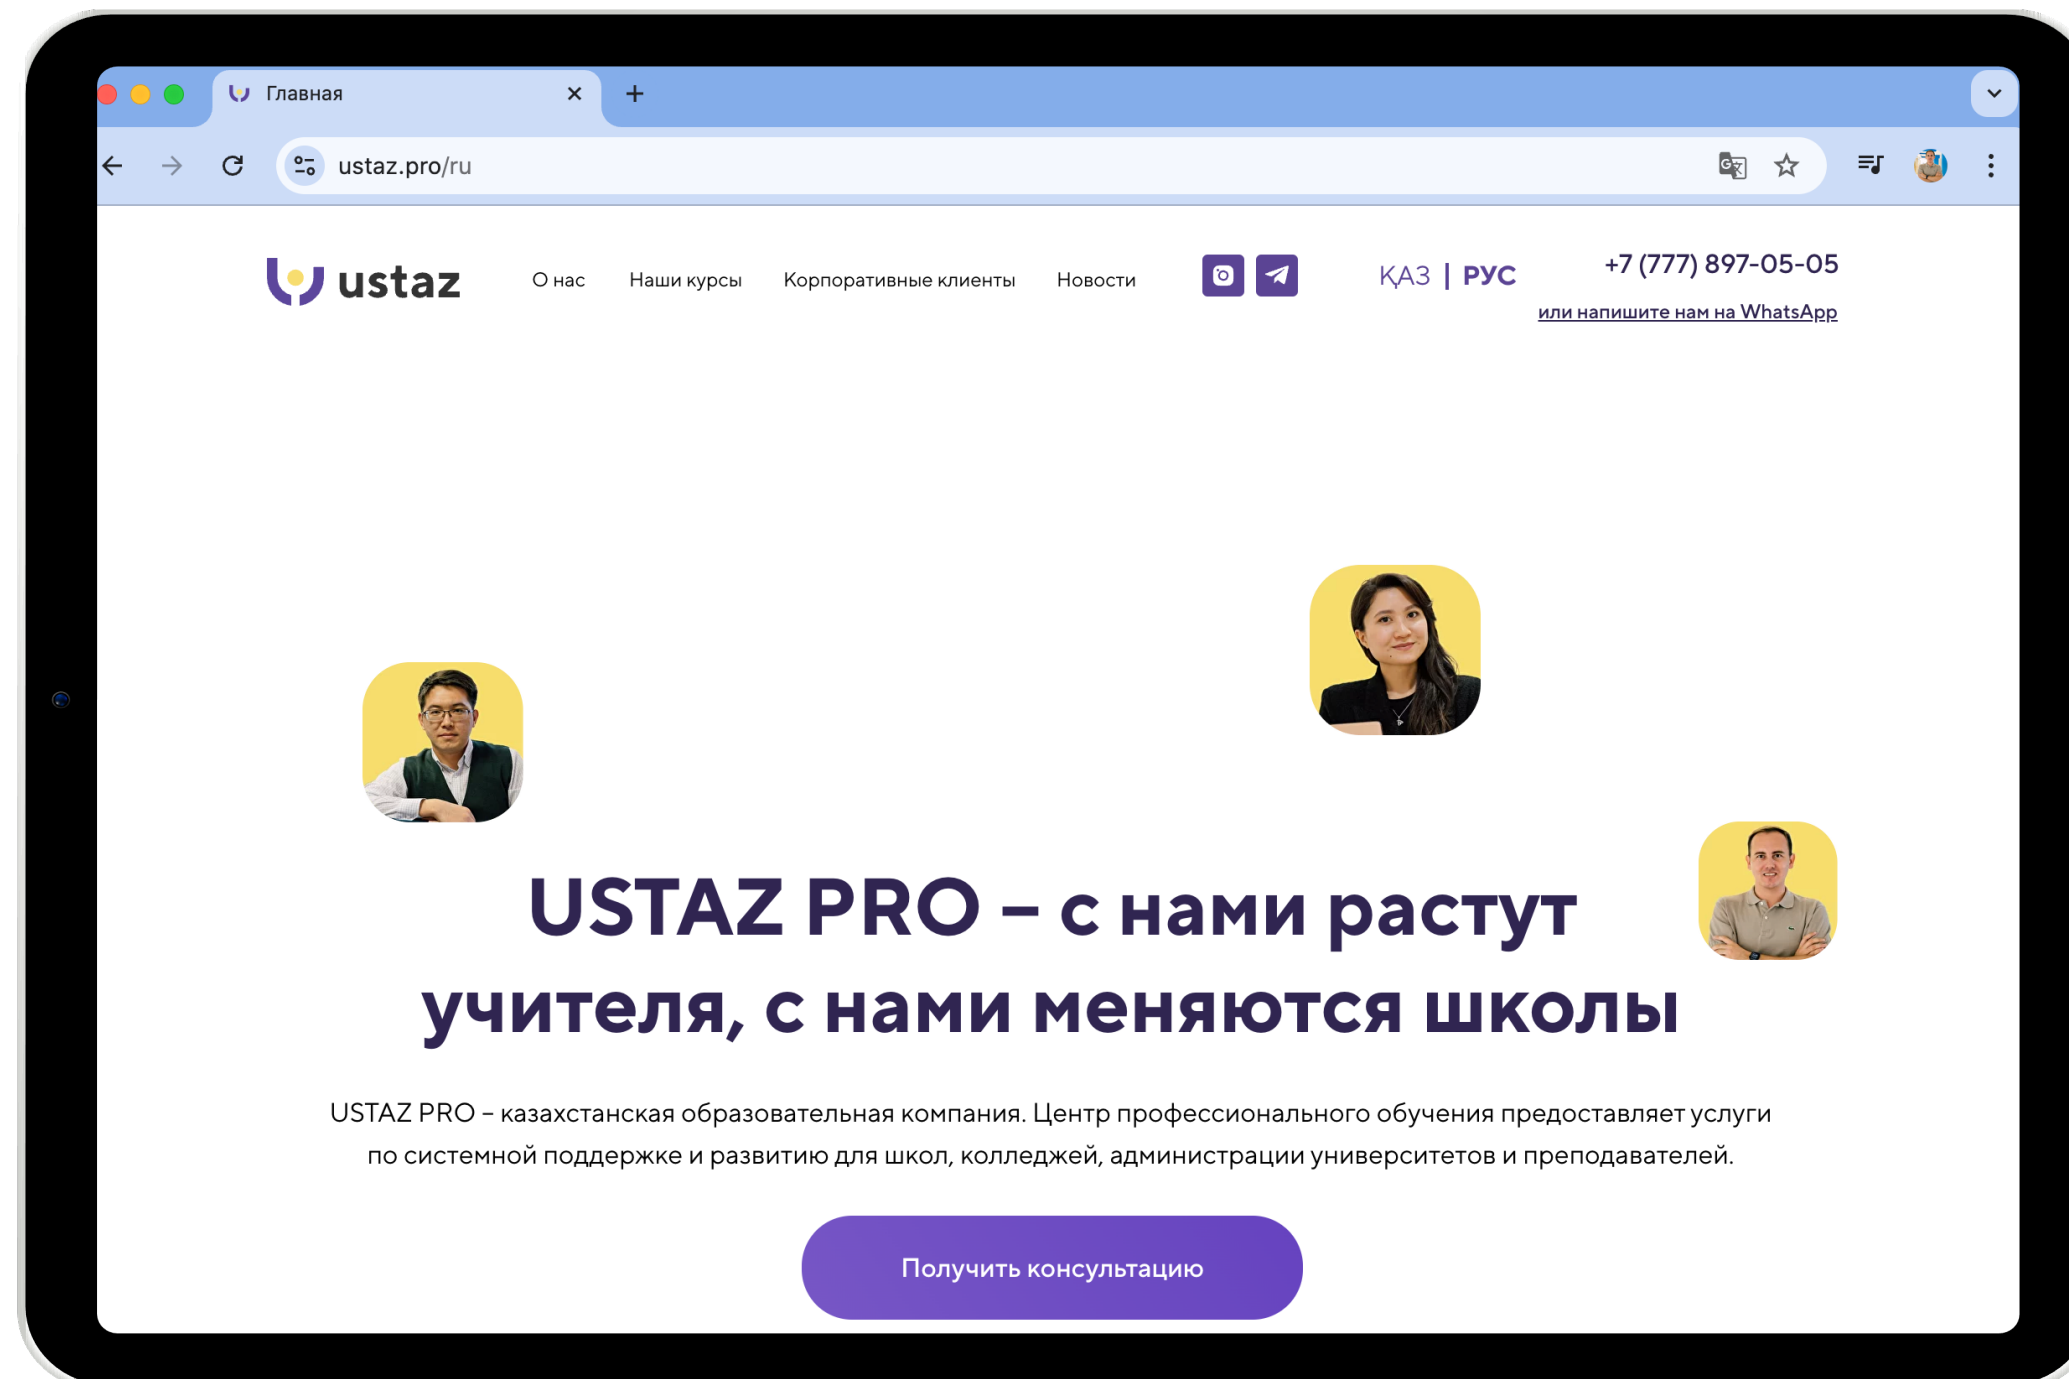 Главная
ustaz.pro/ru
ustaz
О нас
Наши курсы
Корпоративные клиенты
Новости
ҚАЗ | РУС
+7 (777) 897-05-05
или напишите нам на WhatsApp
USTAZ PRO – с нами растут
учителя, с нами меняются школы
USTAZ PRO – казахстанская образовательная компания. Центр профессионального обучения предоставляет услуги
по системной поддержке и развитию для школ, колледжей, администрации университетов и преподавателей.
Получить консультацию